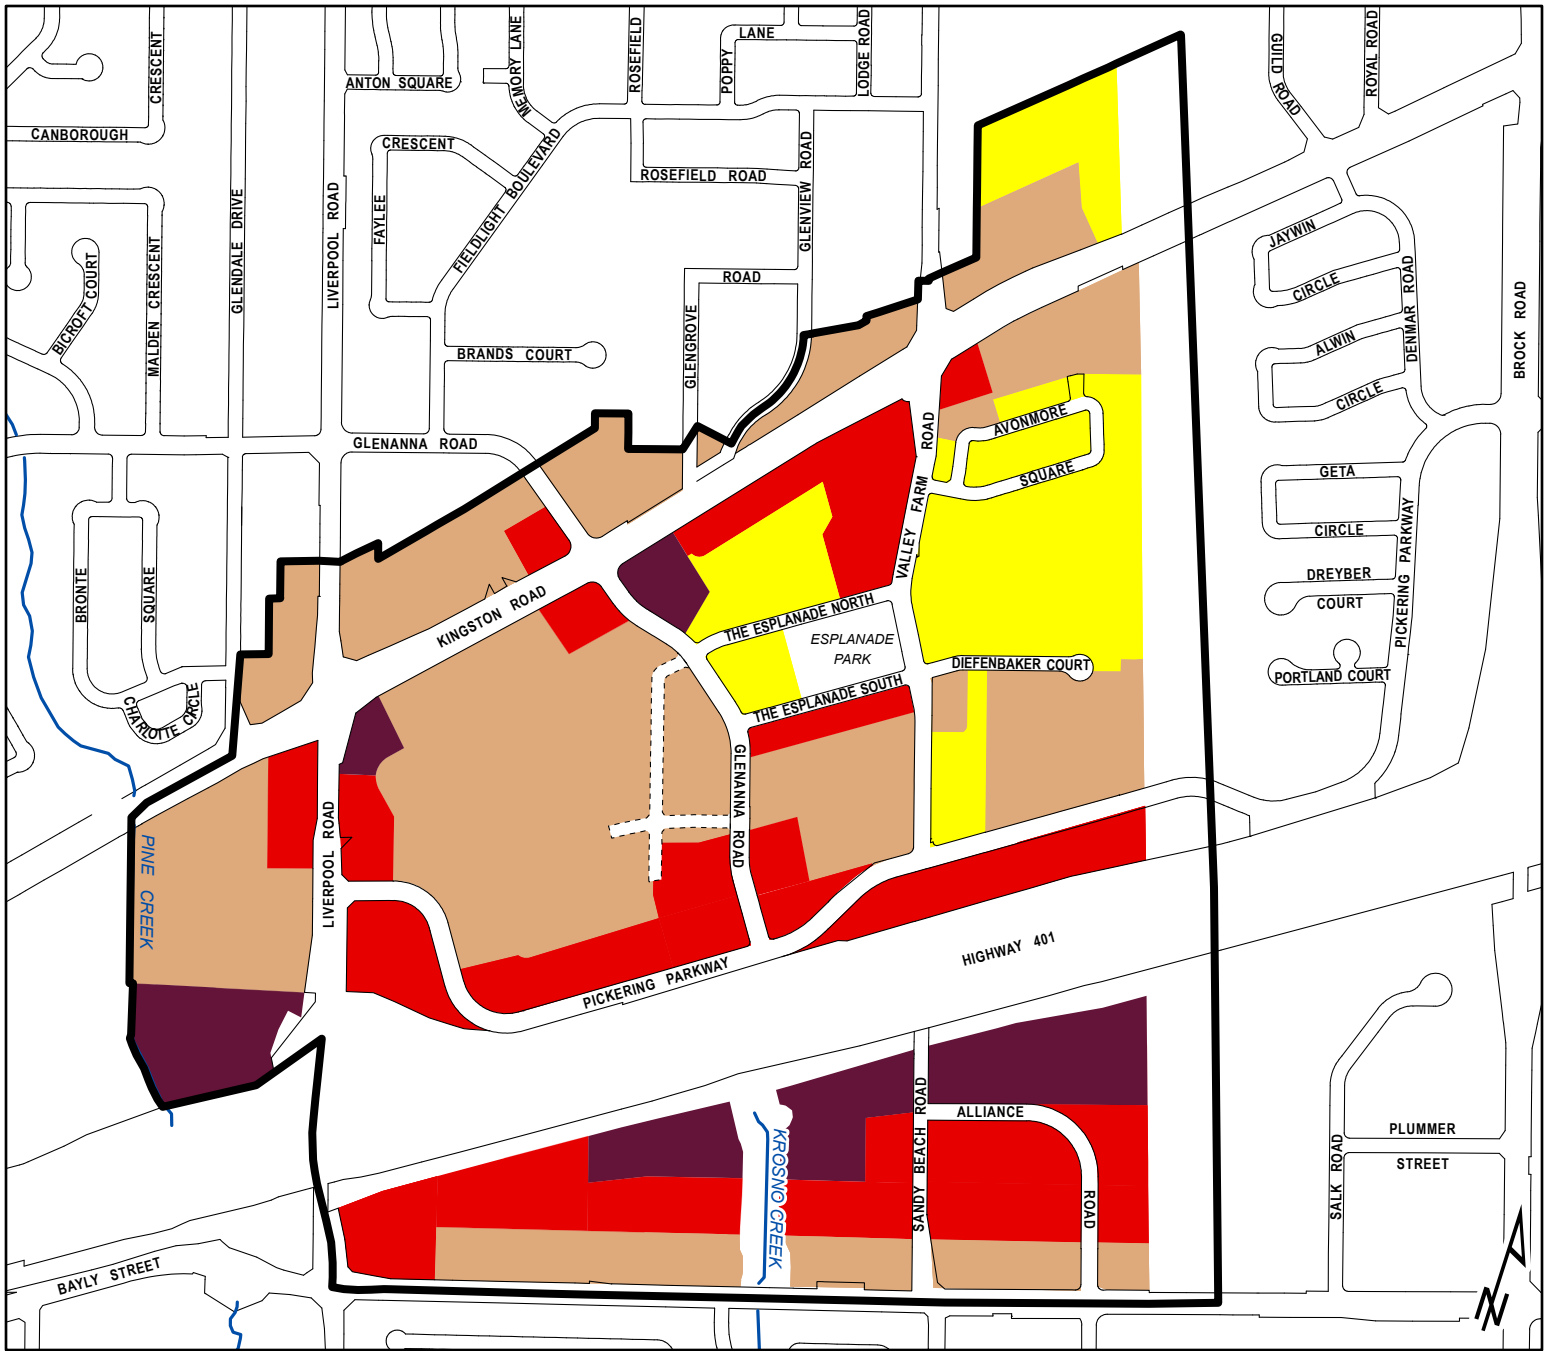 CRESCENT
MEMORY LANE
ROSEFIELD
POPPY
LANE
LODGE ROAD
GUILD
ROAD
ROYAL ROAD
ANTON SQUARE
CANBOROUGH
CRESCENT
FAYLEE
FIELDLIGHT BOULEVARD
ROSEFIELD ROAD
GLENVIEW ROAD
GLENDALE DRIVE
LIVERPOOL ROAD
MALDEN CRESCENT
BICROFT COURT
ROAD
GLENGROVE
BRANDS COURT
JAYWIN
CIRCLE
DENMAR ROAD
BROCK ROAD
ALWIN
CIRCLE
GLENANNA ROAD
AVONMORE
SQUARE
VALLEY FARM ROAD
GETA
CIRCLE
PICKERING PARKWAY
DREYBER
COURT
PORTLAND COURT
BRONTE
SQUARE
CHARLOTTE CIRCLE
KINGSTON ROAD
THE ESPLANADE NORTH
ESPLANADE
PARK
THE ESPLANADE SOUTH
DIEFENBAKER COURT
GLENANNA ROAD
LIVERPOOL ROAD
PINE CREEK
PICKERING PARKWAY
HIGHWAY 401
ALLIANCE
ROAD
SANDY BEACH ROAD
KROSNO CREEK
SALK ROAD
PLUMMER
STREET
BAYLY STREET
N